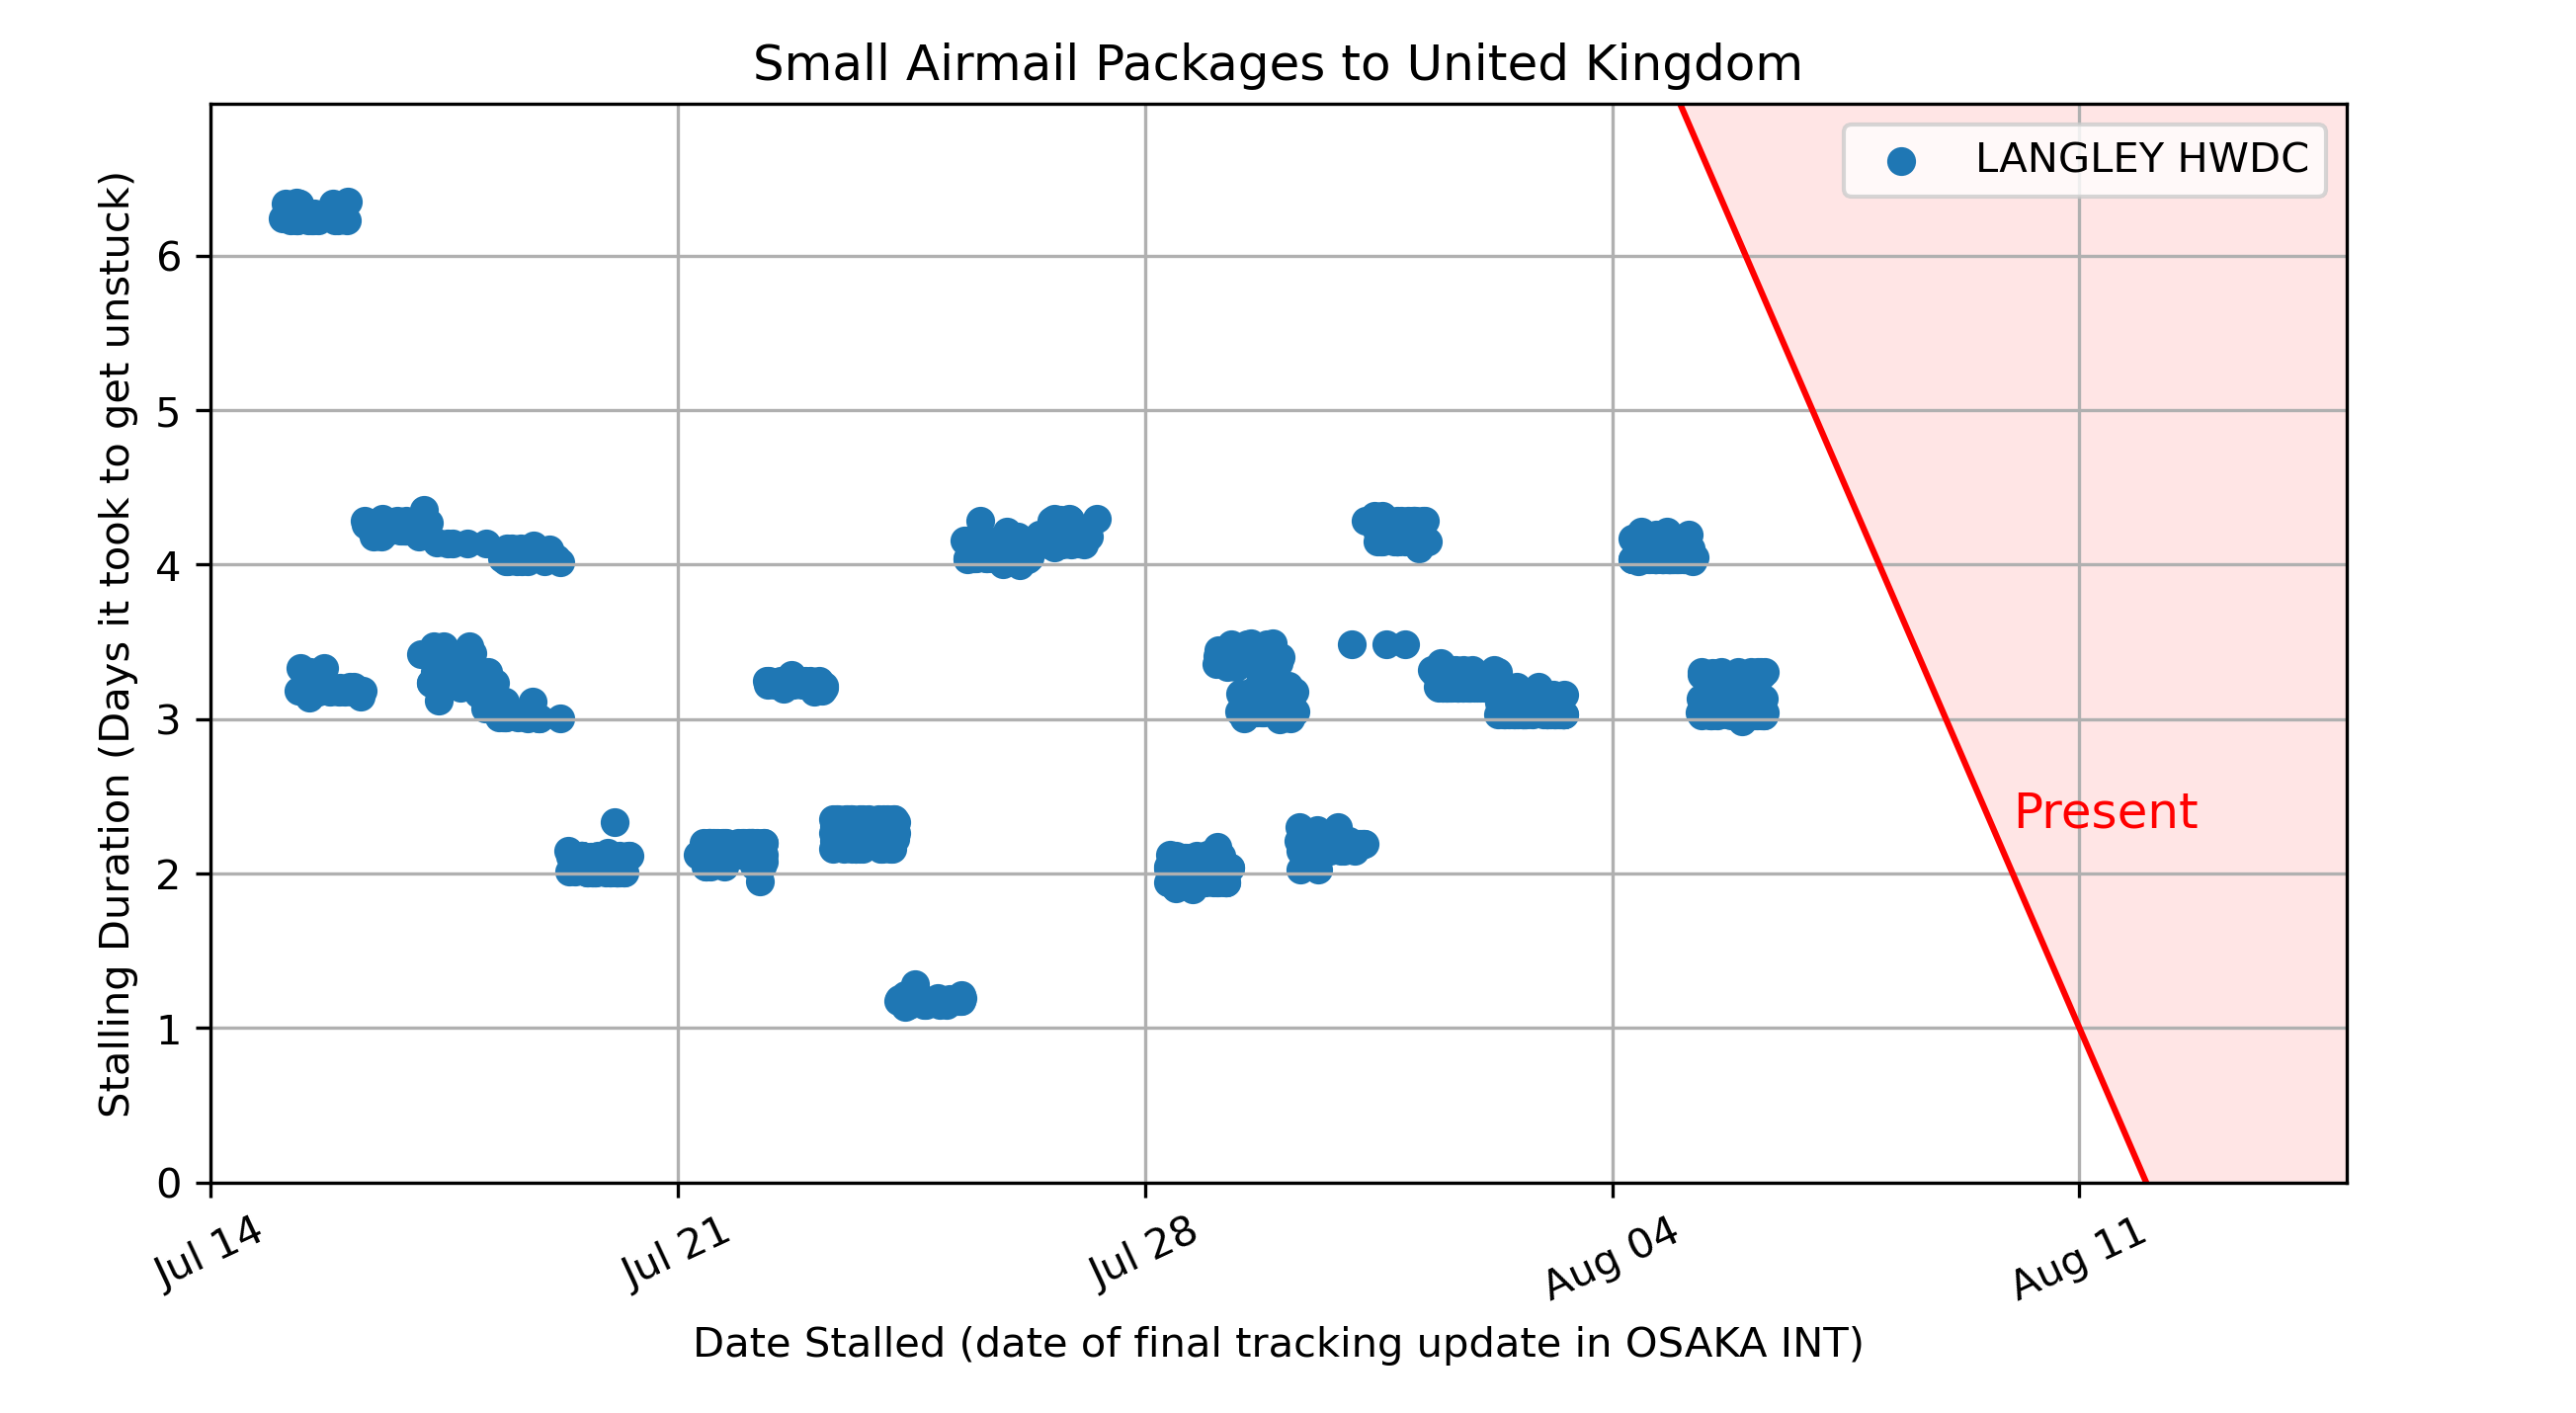 Small Airmail Packages to United Kingdom
LANGLEY HWDC
Stalling Duration (Days it took to get unstuck)
6
5
4
3
2
1
0
Present
Jul 14
Jul 21
Jul 28
Aug 04
Aug 11
Date Stalled (date of final tracking update in OSAKA INT)